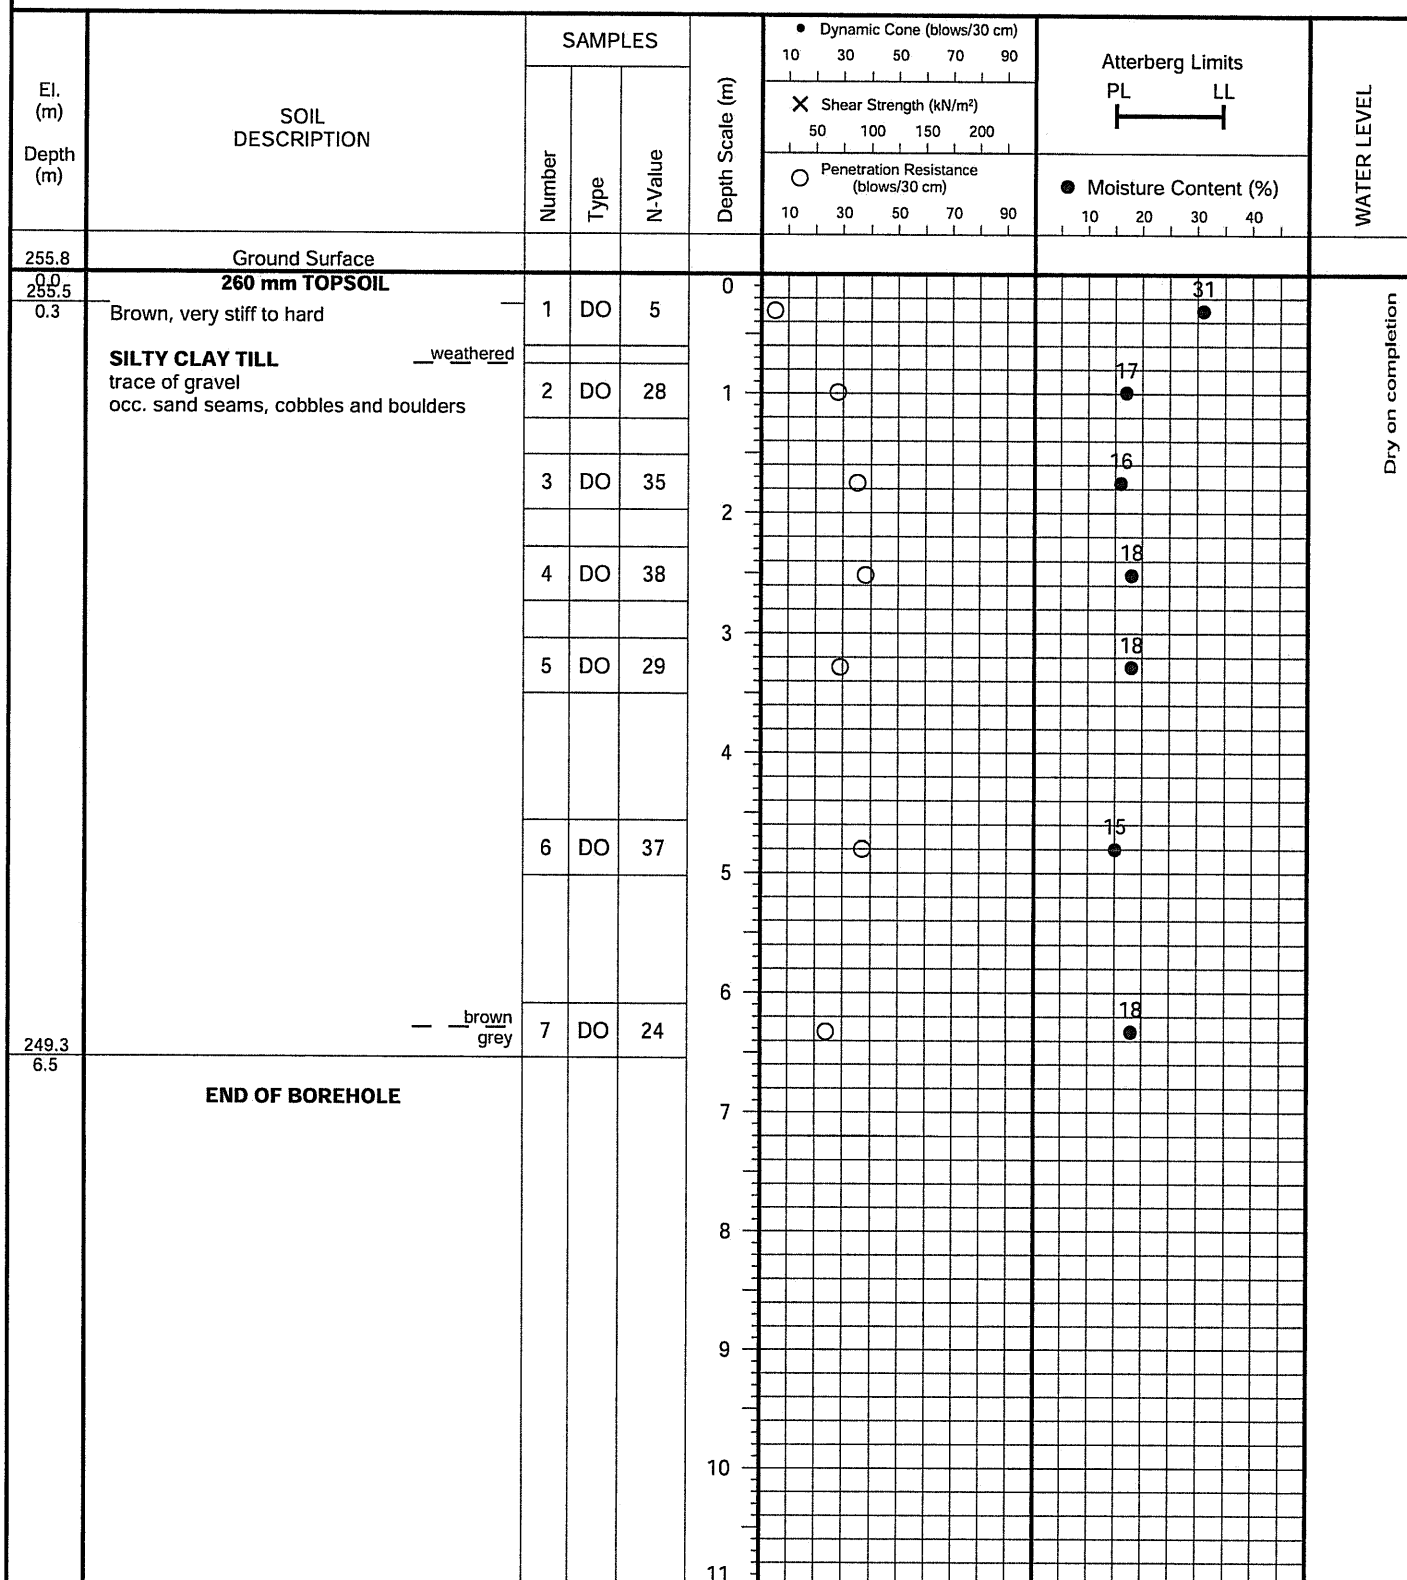 El.
(m)
Depth
(m)
SOIL
DESCRIPTION
SAMPLES
Number
Type
N-Value
Depth Scale (m)
● Dynamic Cone (blows/30 cm)
10 30 50 70 90
✕ Shear Strength (kN/m²)
50 100 150 200
○ Penetration Resistance
(blows/30 cm)
10 30 50 70 90
Atterberg Limits
PL LL
● Moisture Content (%)
10 20 30 40
WATER LEVEL
255.8 Ground Surface
0.0 260 mm TOPSOIL 0
255.5
0.3 Brown, very stiff to hard 1 DO 5 31
SILTY CLAY TILL weathered
trace of gravel 2 DO 28 1 17
occ. sand seams, cobbles and boulders
3 DO 35 16
2
4 DO 38 18
3
5 DO 29 18
4
6 DO 37 15
5
6
brown 7 DO 24 18
grey
249.3
6.5
END OF BOREHOLE
7
8
9
10
11
Dry on completion